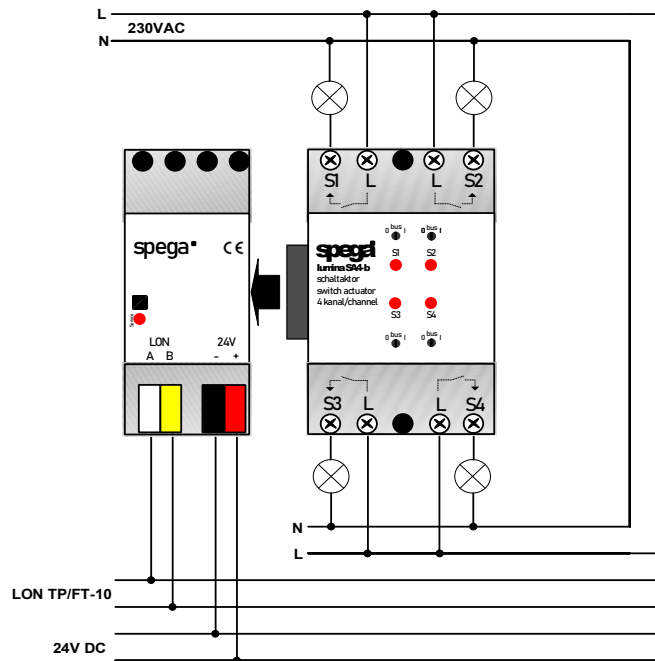 L
230VAC
N
S1 L L S2
spega
CE
spega
lumina SA4-b
schaltaktor
switch actuator
4 kanal/channel
0 bus I 0 bus I
S1 S2
S3 S4
0 bus I 0 bus I
Service
LON 24V
A B - +
S3 L L S4
N
L
LON TP/FT-10
24V DC